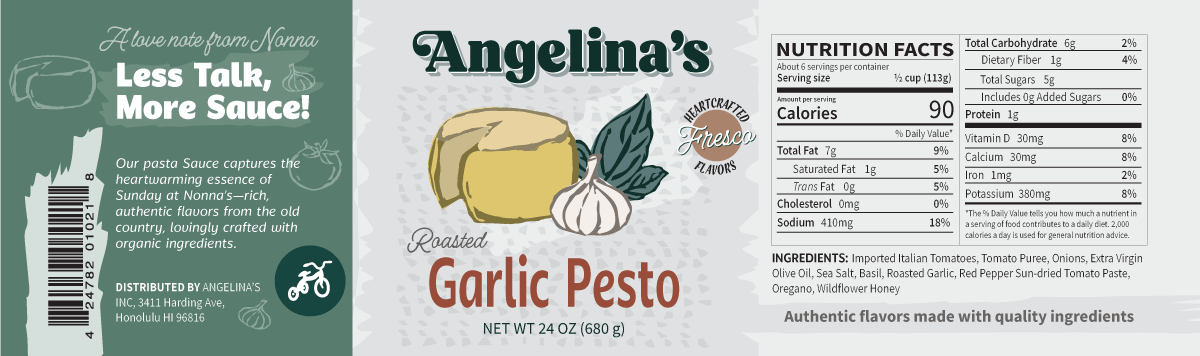 A love note from Nonna
Less Talk,
More Sauce!
Our pasta Sauce captures the
heartwarming essence of
Sunday at Nonna's—rich,
authentic flavors from the old
country, lovingly crafted with
organic ingredients.
DISTRIBUTED BY ANGELINA'S
INC, 3411 Harding Ave,
Honolulu HI 96816
4 24782 01021 8
Angelina's
HEARTCRAFTED
Fresco
FLAVORS
Roasted
Garlic Pesto
NET WT 24 OZ (680 g)
NUTRITION FACTS
About 6 servings per container
Serving size ½ cup (113g)
Amount per serving
Calories 90
% Daily Value*
Total Fat 7g 9%
Saturated Fat 1g 5%
Trans Fat 0g 5%
Cholesterol 0mg 0%
Sodium 410mg 18%
Total Carbohydrate 6g 2%
Dietary Fiber 1g 4%
Total Sugars 5g
Includes 0g Added Sugars 0%
Protein 1g
Vitamin D 30mg 8%
Calcium 30mg 8%
Iron 1mg 2%
Potassium 380mg 8%
*The % Daily Value tells you how much a nutrient in
a serving of food contributes to a daily diet. 2,000
calories a day is used for general nutrition advice.
INGREDIENTS: Imported Italian Tomatoes, Tomato Puree, Onions, Extra Virgin
Olive Oil, Sea Salt, Basil, Roasted Garlic, Red Pepper Sun-dried Tomato Paste,
Oregano, Wildflower Honey
Authentic flavors made with quality ingredients